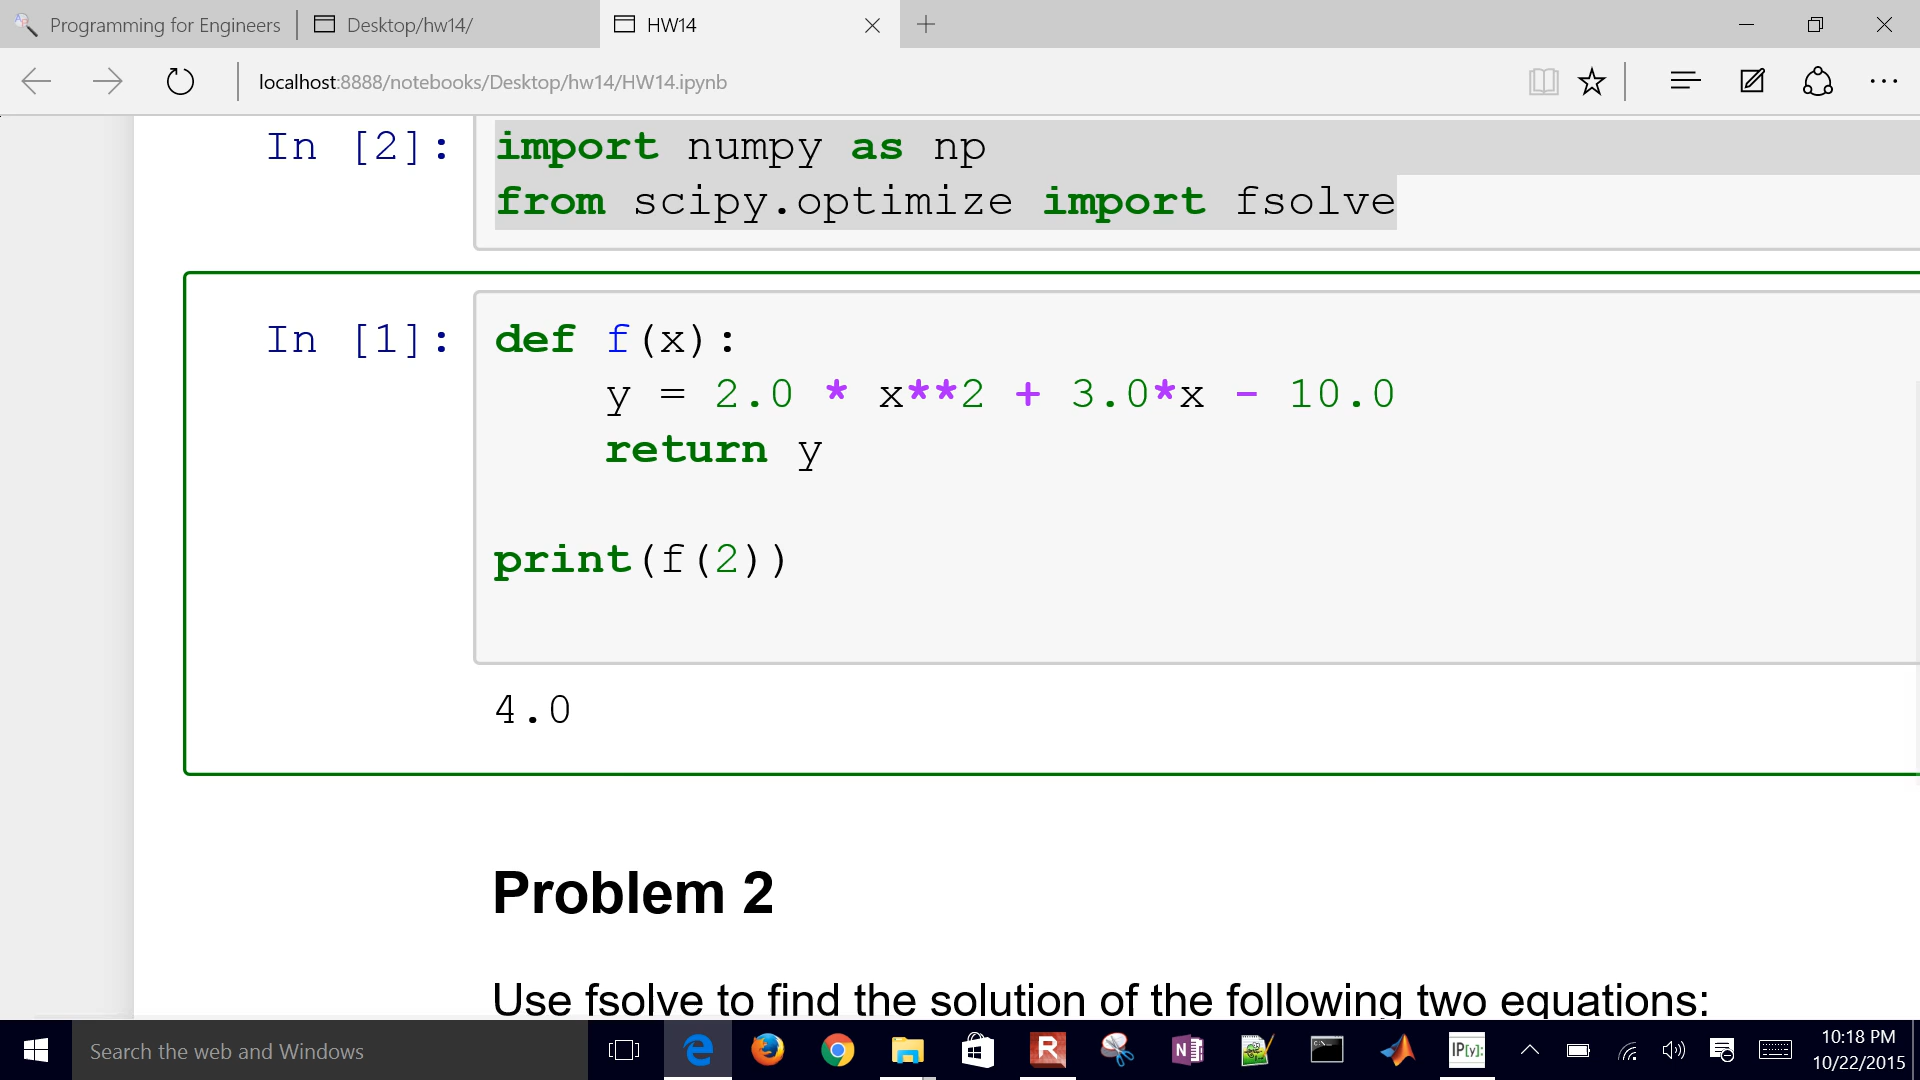 Programming for Engineers
Desktop/hw14/
HW14
localhost:8888/notebooks/Desktop/hw14/HW14.ipynb
In [2]:
import numpy as np
from scipy.optimize import fsolve
In [1]:
def f(x):
    y = 2.0 * x**2 + 3.0*x - 10.0
    return y
print(f(2))
4.0
Problem 2
Use fsolve to find the solution of the following two equations:
Search the web and Windows
R
N
IP[y]:
10:18 PM
10/22/2015